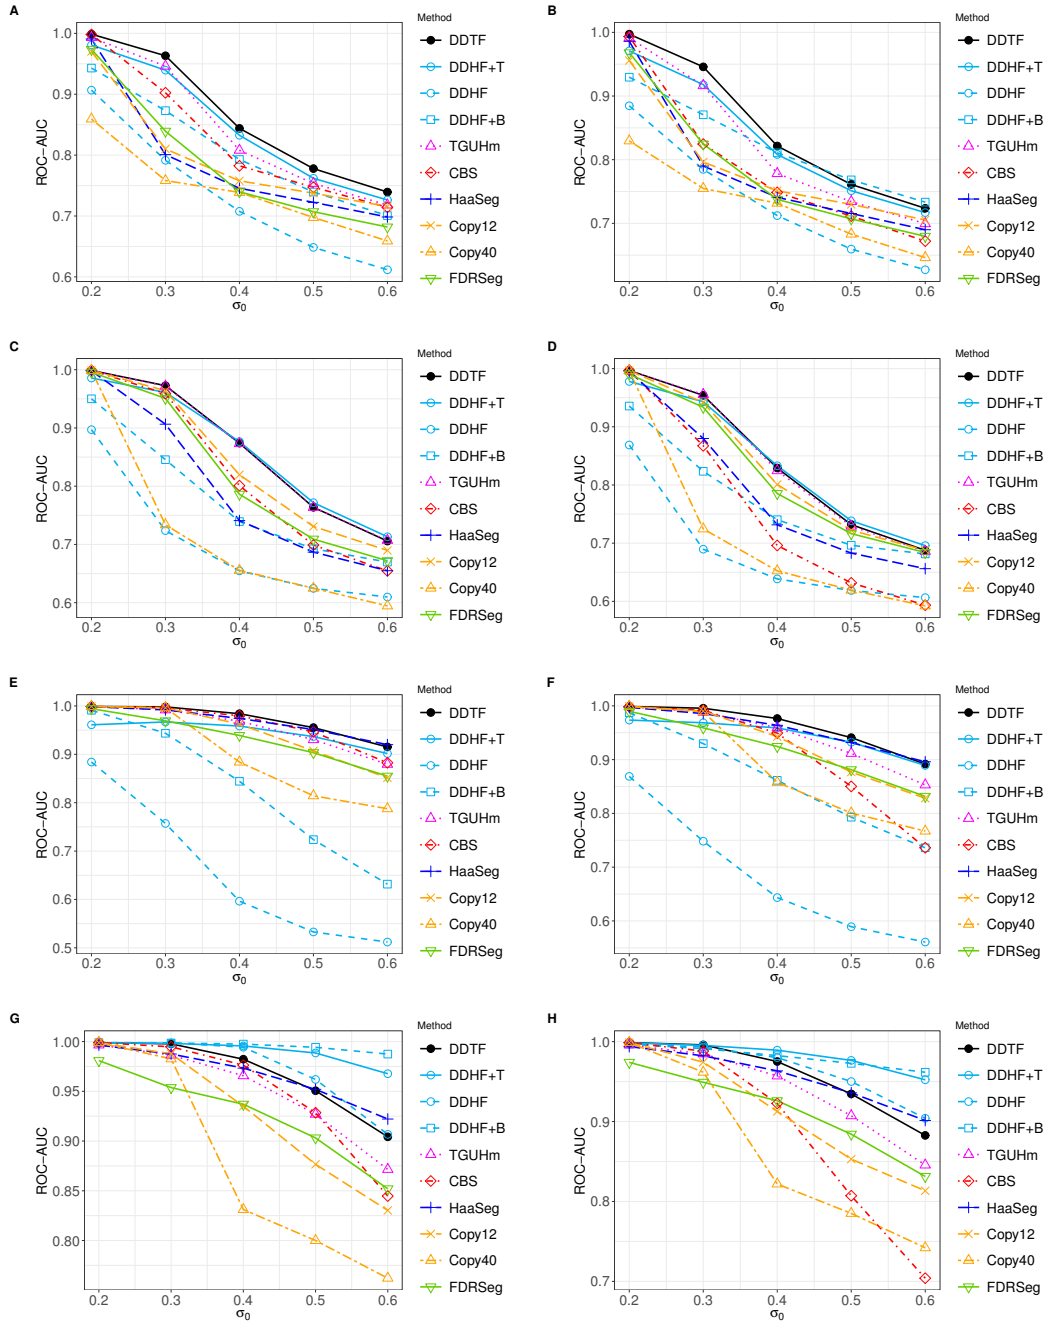 A
Method
1.0
0.9
0.8
0.7
0.6
ROC−AUC
0.2 0.3 0.4 0.5 0.6
σ0
DDTF
DDHF+T
DDHF
DDHF+B
TGUHm
CBS
HaaSeg
Copy12
Copy40
FDRSeg
B
Method
1.0
0.9
0.8
0.7
ROC−AUC
0.2 0.3 0.4 0.5 0.6
σ0
DDTF
DDHF+T
DDHF
DDHF+B
TGUHm
CBS
HaaSeg
Copy12
Copy40
FDRSeg
C
Method
1.0
0.9
0.8
0.7
0.6
ROC−AUC
0.2 0.3 0.4 0.5 0.6
σ0
DDTF
DDHF+T
DDHF
DDHF+B
TGUHm
CBS
HaaSeg
Copy12
Copy40
FDRSeg
D
Method
1.0
0.9
0.8
0.7
0.6
ROC−AUC
0.2 0.3 0.4 0.5 0.6
σ0
DDTF
DDHF+T
DDHF
DDHF+B
TGUHm
CBS
HaaSeg
Copy12
Copy40
FDRSeg
E
Method
1.0
0.9
0.8
0.7
0.6
0.5
ROC−AUC
0.2 0.3 0.4 0.5 0.6
σ0
DDTF
DDHF+T
DDHF
DDHF+B
TGUHm
CBS
HaaSeg
Copy12
Copy40
FDRSeg
F
Method
1.0
0.9
0.8
0.7
0.6
ROC−AUC
0.2 0.3 0.4 0.5 0.6
σ0
DDTF
DDHF+T
DDHF
DDHF+B
TGUHm
CBS
HaaSeg
Copy12
Copy40
FDRSeg
G
Method
1.00
0.95
0.90
0.85
0.80
ROC−AUC
0.2 0.3 0.4 0.5 0.6
σ0
DDTF
DDHF+T
DDHF
DDHF+B
TGUHm
CBS
HaaSeg
Copy12
Copy40
FDRSeg
H
Method
1.0
0.9
0.8
0.7
ROC−AUC
0.2 0.3 0.4 0.5 0.6
σ0
DDTF
DDHF+T
DDHF
DDHF+B
TGUHm
CBS
HaaSeg
Copy12
Copy40
FDRSeg